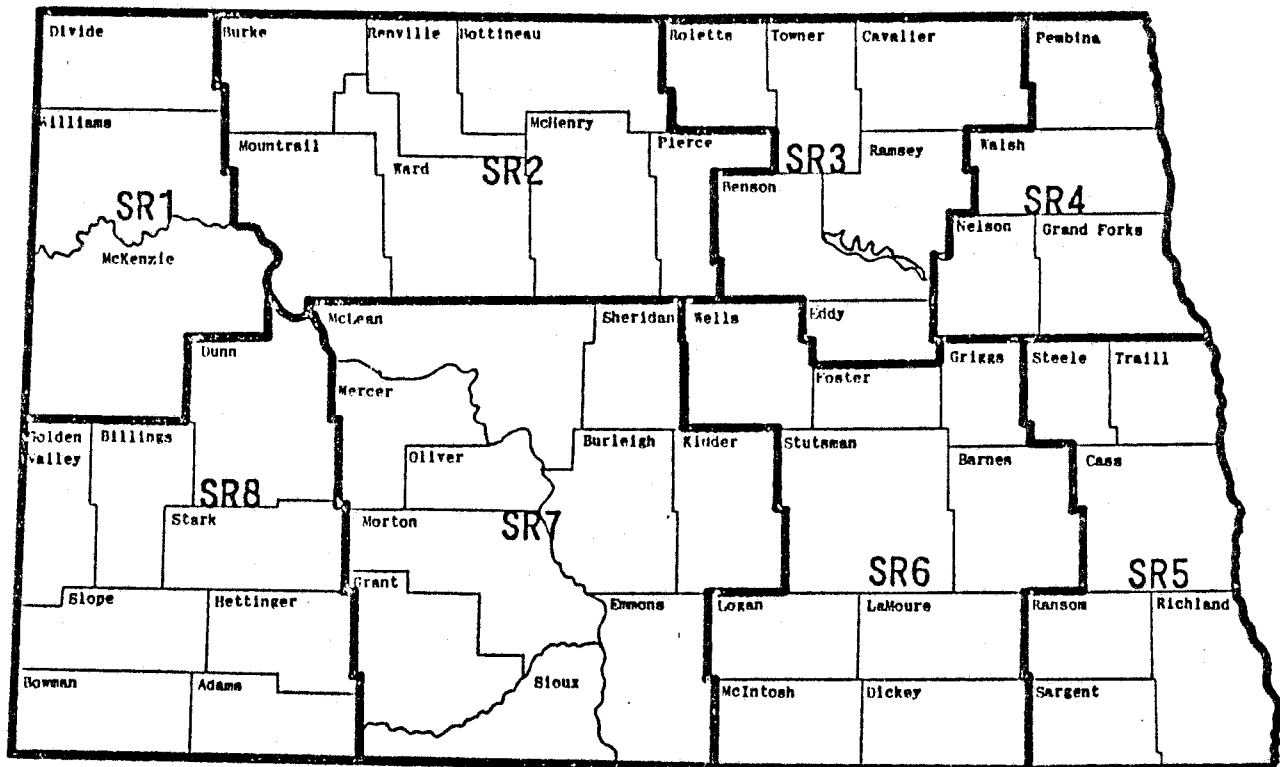 Divide
Burke
Renville
Bottineau
Rolette
Towner
Cavalier
Pembina
Williams
Mountrail
Ward
McHenry
Pierce
Benson
Ramsey
Walsh
SR1
SR2
SR3
SR4
McKenzie
Nelson
Grand Forks
McLean
Sheridan
Wells
Eddy
Dunn
Mercer
Foster
Griggs
Steele
Traill
Golden
Valley
Billings
Oliver
Burleigh
Kidder
Stutsman
Barnes
Cass
SR8
Stark
Morton
SR7
SR6
SR5
Grant
Slope
Hettinger
Emmons
Logan
LaMoure
Ransom
Richland
Bowman
Adams
Sioux
McIntosh
Dickey
Sargent